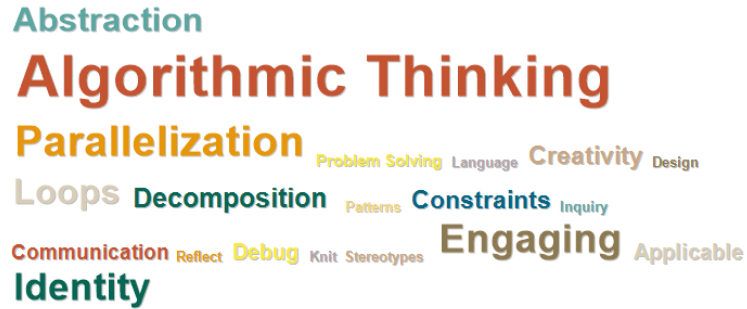 Abstraction
Algorithmic Thinking
Parallelization Problem Solving Language Creativity Design
Loops Decomposition Patterns Constraints Inquiry
Communication Reflect Debug Knit Stereotypes Engaging Applicable
Identity